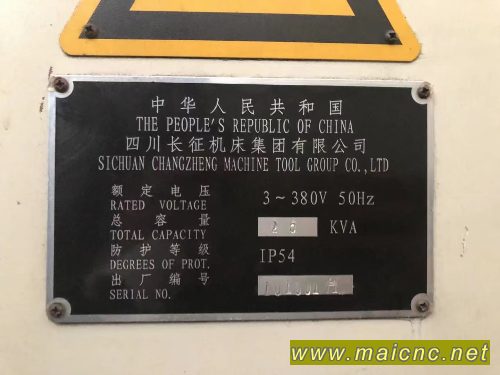 中华人民共和国
THE PEOPLE'S REPUBLIC OF CHINA
四川长征机床集团有限公司
SICHUAN CHANGZHENG MACHINE TOOL GROUP CO.,LTD
额定电压
RATED VOLTAGE 3~380V 50Hz
总容量
TOTAL CAPACITY 25 KVA
防护等级
DEGREES OF PROT. IP54
出厂编号
SERIAL NO.
www.maicnc.net